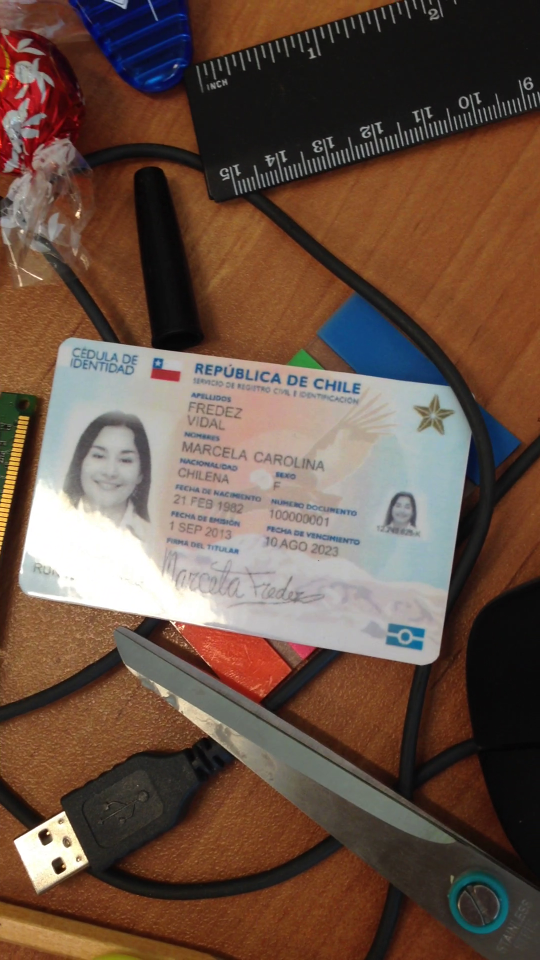 INCH
1
2
15
14
13
12
11
10
9
CÉDULA DE
IDENTIDAD
REPÚBLICA DE CHILE
SERVICIO DE REGISTRO CIVIL E IDENTIFICACIÓN
APELLIDOS
FREDEZ
VIDAL
NOMBRES
MARCELA CAROLINA
NACIONALIDAD SEXO
CHILENA F
FECHA DE NACIMIENTO NÚMERO DOCUMENTO
21 FEB 1982 100000001
FECHA DE EMISIÓN FECHA DE VENCIMIENTO
1 SEP 2013 10 AGO 2023
FIRMA DEL TITULAR
Marcela Fredez
STAINLESS